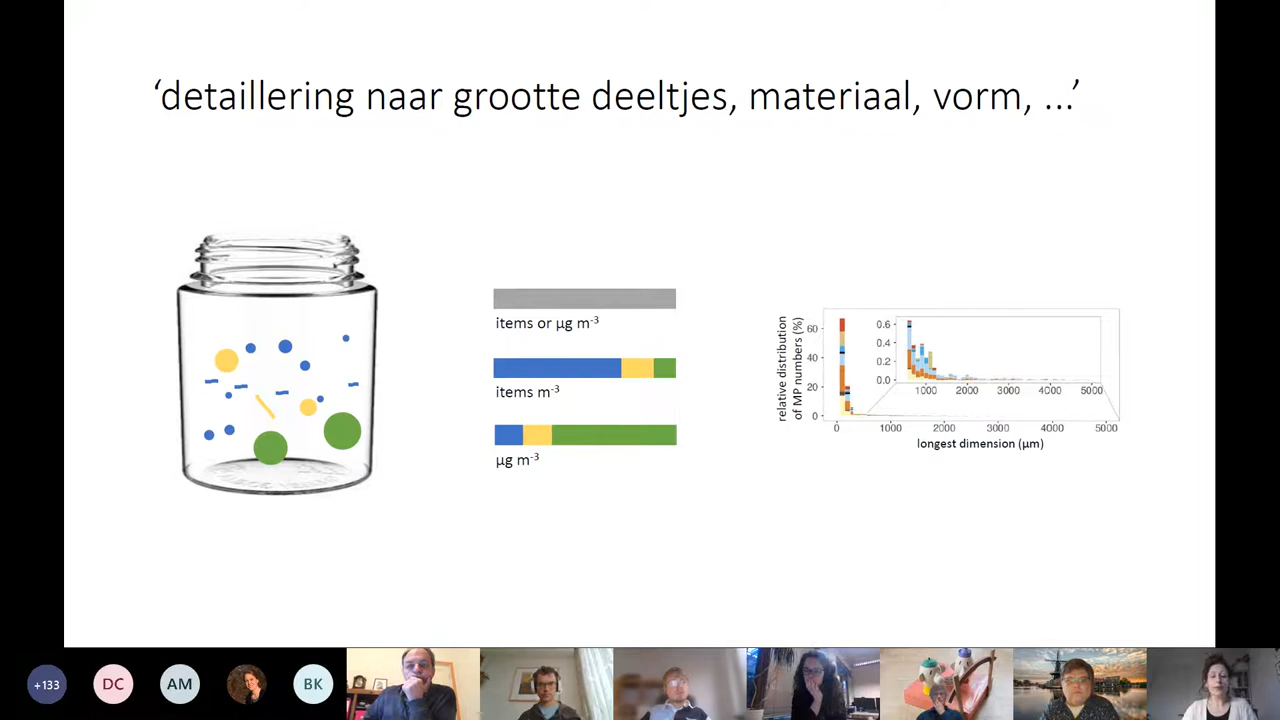 ‘detaillering naar grootte deeltjes, materiaal, vorm, ...’
items or µg m-3
items m-3
µg m-3
relative distribution
of MP numbers (%)
60
40
20
0
0.6
0.4
0.2
0.0
1000 2000 3000 4000 5000
0 1000 2000 3000 4000 5000
longest dimension (µm)
+133 DC AM BK